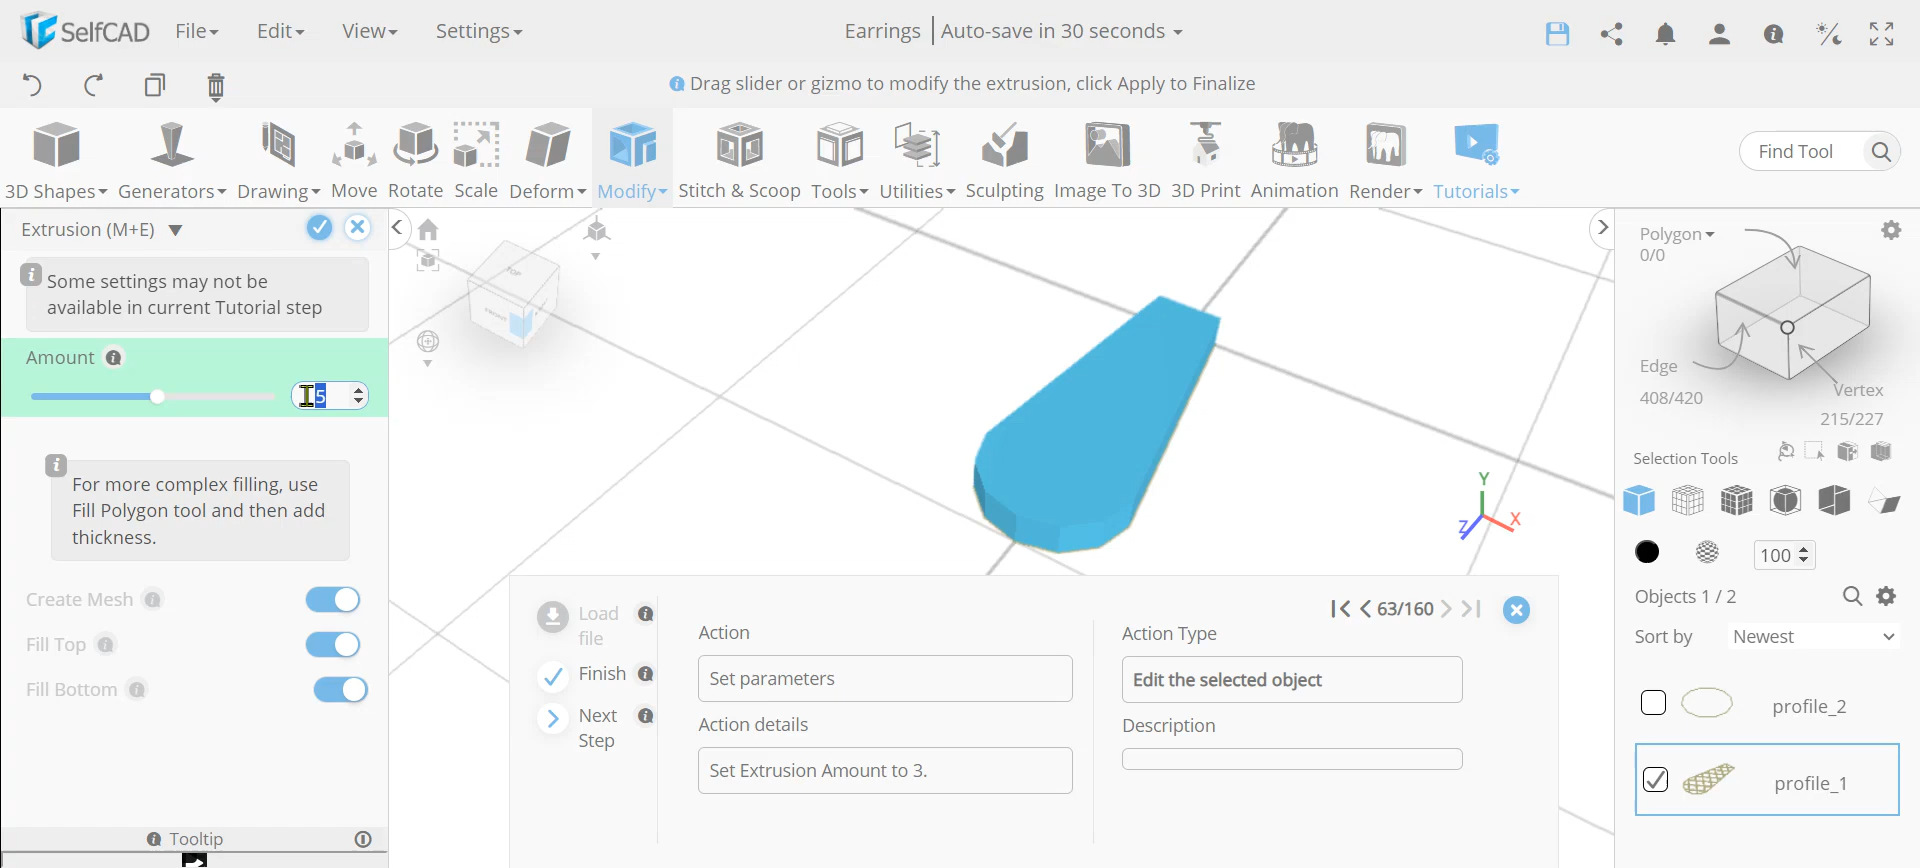 SelfCAD File Edit View Settings Earrings Auto-save in 30 seconds
Drag slider or gizmo to modify the extrusion, click Apply to Finalize
3D Shapes Generators Drawing Move Rotate Scale Deform Modify Stitch & Scoop Tools Utilities Sculpting Image To 3D 3D Print Animation Render Tutorials
Find Tool
Extrusion (M+E)
Some settings may not be
available in current Tutorial step
Amount
5
For more complex filling, use
Fill Polygon tool and then add
thickness.
Create Mesh
Fill Top
Fill Bottom
Tooltip
TOP
FRONT
Y
X
Z
Load
file
Finish
Next
Step
Action
Set parameters
Action details
Set Extrusion Amount to 3.
63/160
Action Type
Edit the selected object
Description
Polygon
0/0
Edge
408/420
Vertex
215/227
Selection Tools
100
Objects 1 / 2
Sort by Newest
profile_2
profile_1